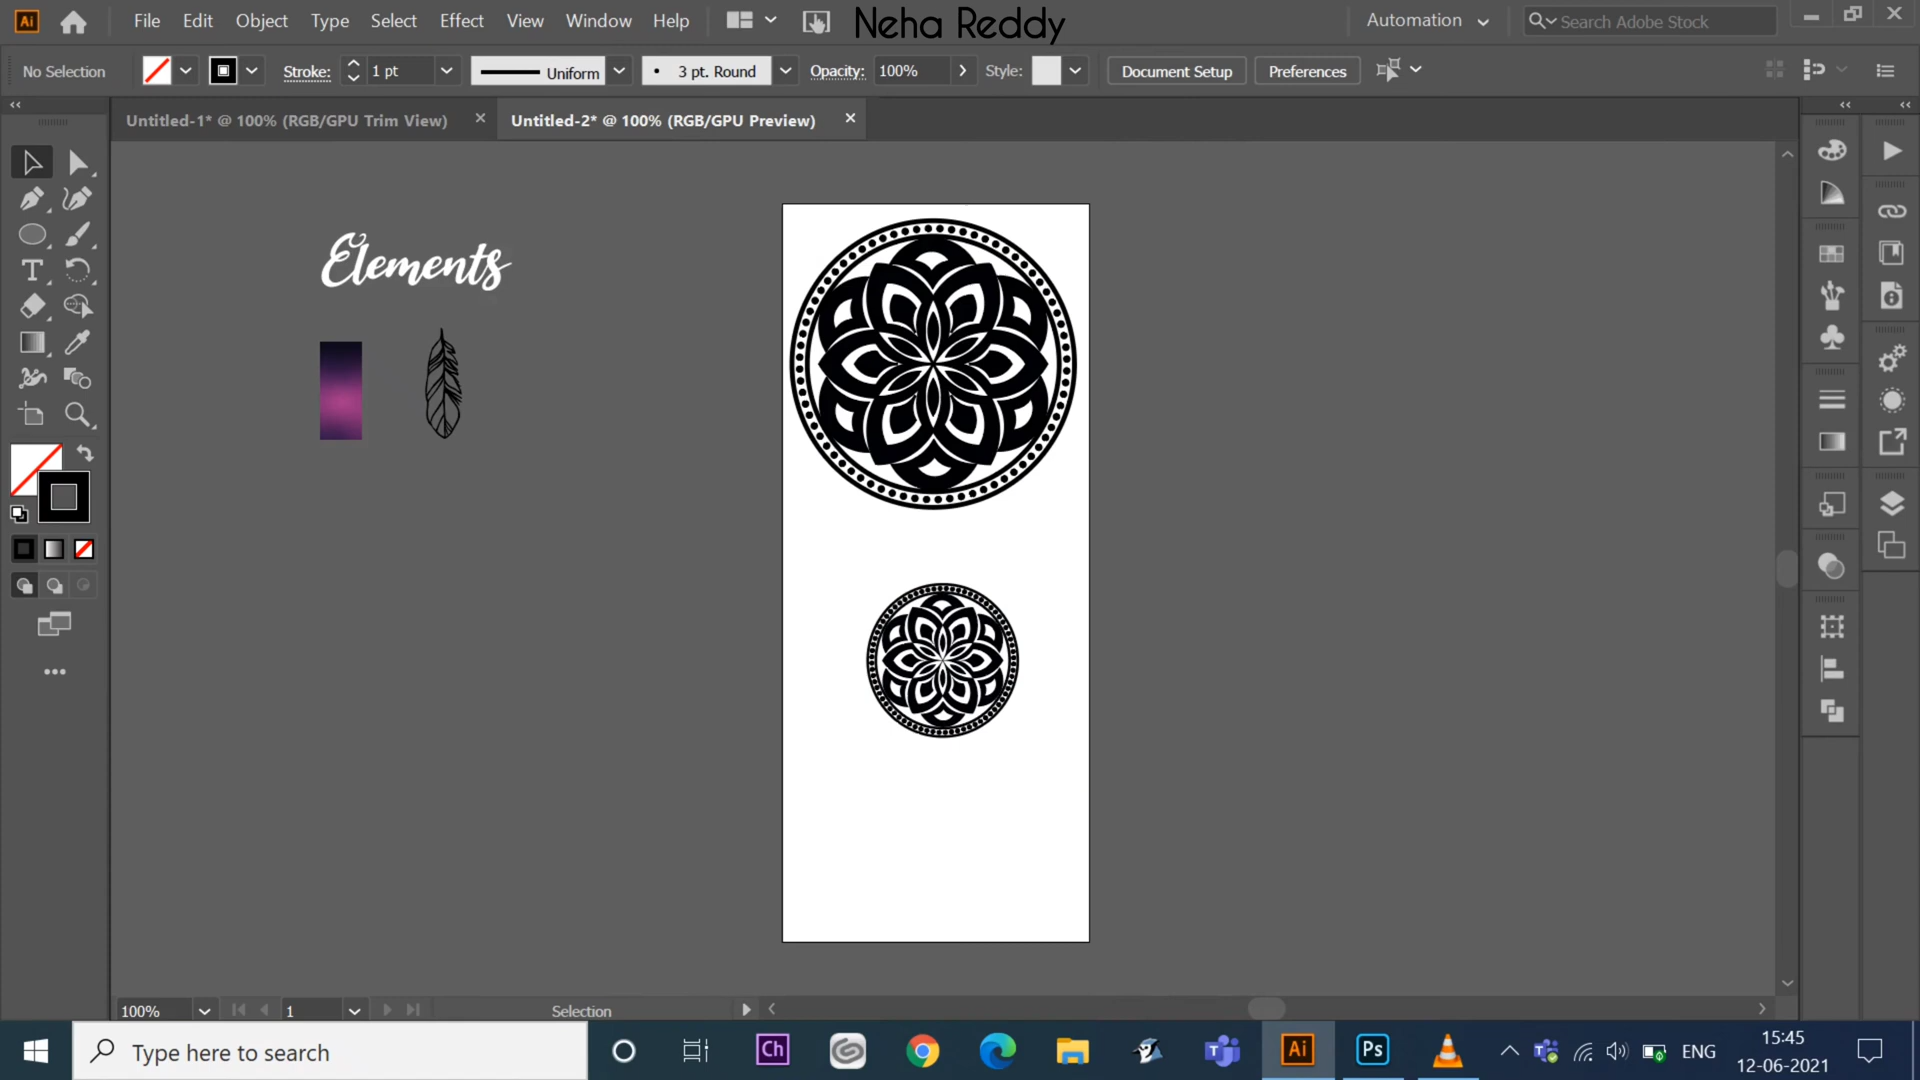 Ai File Edit Object Type Select Effect View Window Help Neha Reddy Automation Search Adobe Stock
No Selection Stroke: 1 pt Uniform 3 pt. Round Opacity: 100% Style: Document Setup Preferences
Untitled-1* @ 100% (RGB/GPU Trim View) Untitled-2* @ 100% (RGB/GPU Preview)
Elements
100% 1 Selection
Type here to search Ch Ai Ps ENG 15:45
12-06-2021